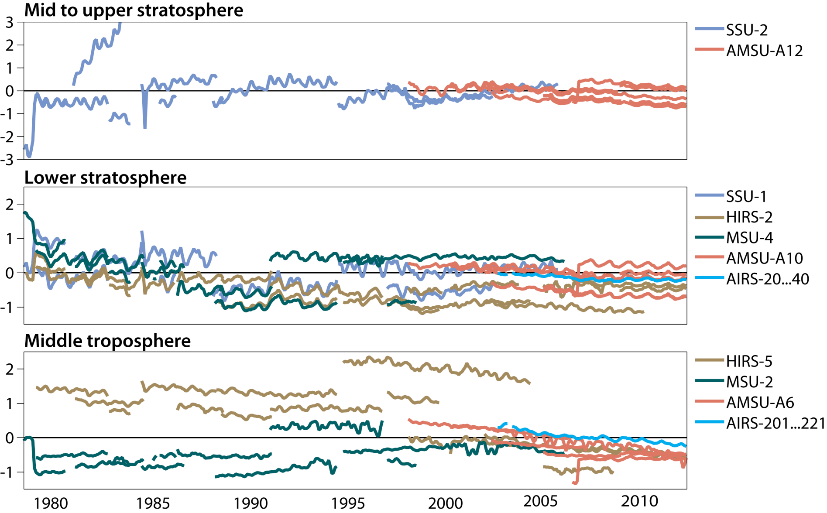 Mid to upper stratosphere
3
2
1
0
-1
-2
-3
SSU-2
AMSU-A12
Lower stratosphere
2
1
0
-1
SSU-1
HIRS-2
MSU-4
AMSU-A10
AIRS-20...40
Middle troposphere
2
1
0
-1
HIRS-5
MSU-2
AMSU-A6
AIRS-201...221
1980 1985 1990 1995 2000 2005 2010